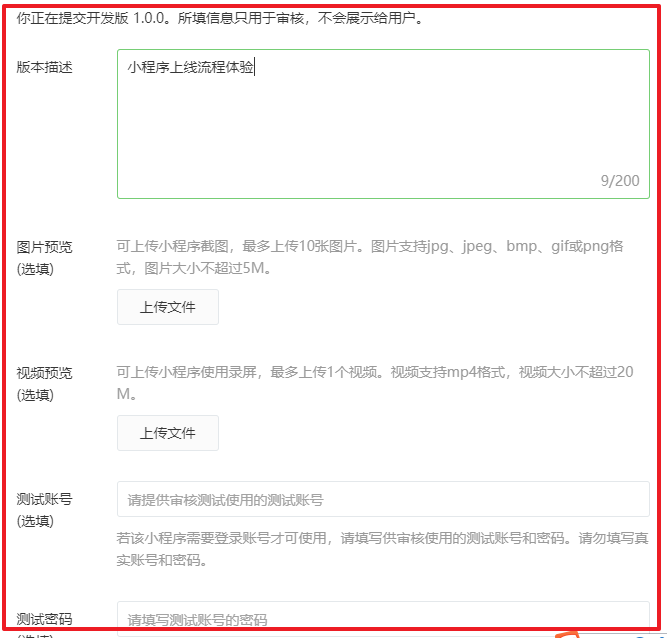 你正在提交开发版 1.0.0。所填信息只用于审核，不会展示给用户。
版本描述
小程序上线流程体验
9/200
图片预览
(选填)
可上传小程序截图，最多上传10张图片。图片支持jpg、jpeg、bmp、gif或png格
式，图片大小不超过5M。
上传文件
视频预览
(选填)
可上传小程序使用录屏，最多上传1个视频。视频支持mp4格式，视频大小不超过20
M。
上传文件
测试账号
(选填)
请提供审核测试使用的测试账号
若该小程序需要登录账号才可使用，请填写供审核使用的测试账号和密码。请勿填写真
实账号和密码。
测试密码
请填写测试账号的密码